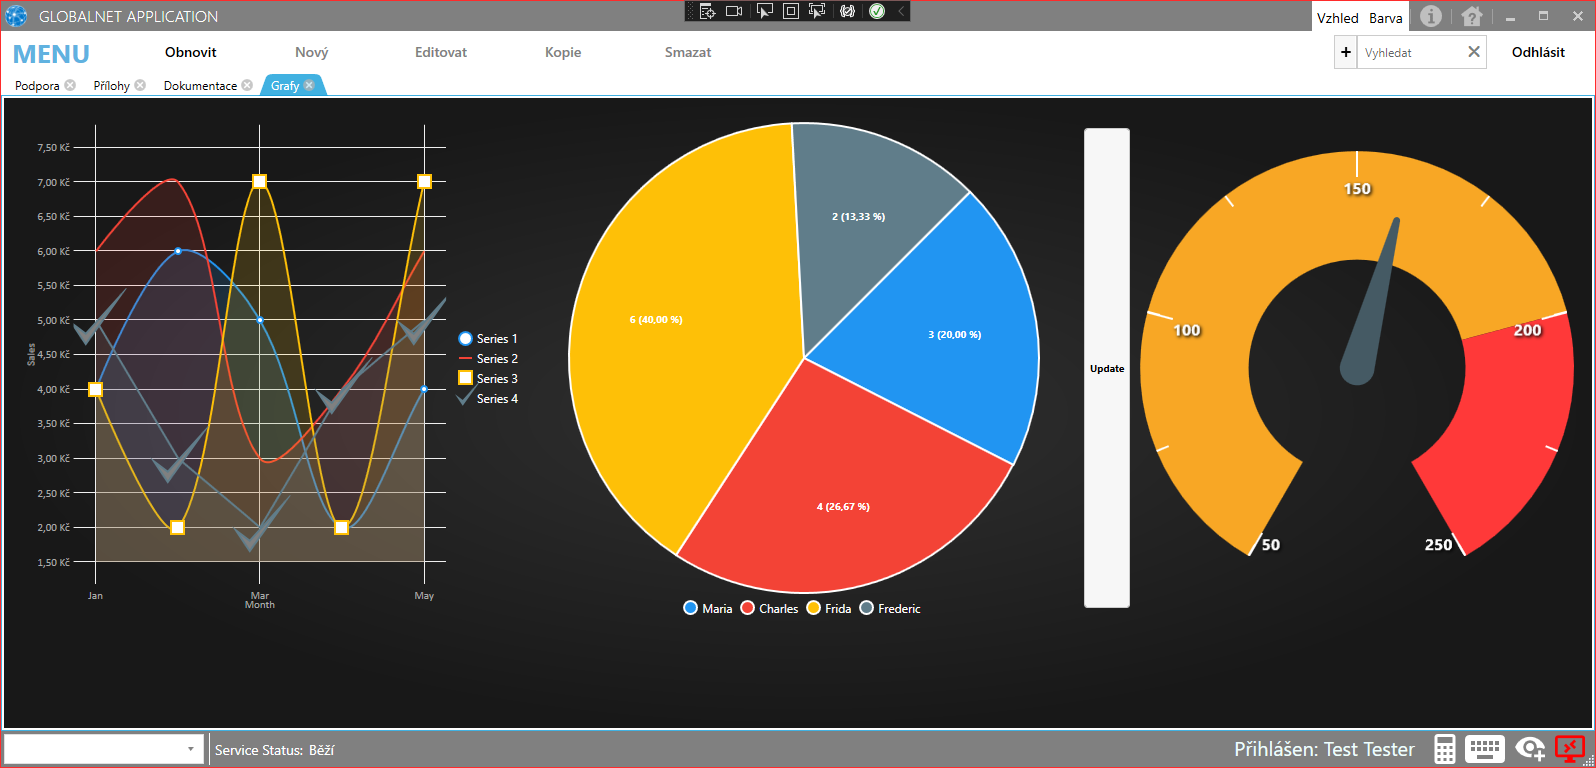 GLOBALNET APPLICATION
Vzhled Barva
MENU Obnovit Nový Editovat Kopie Smazat + Vyhledat Odhlásit
Podpora Přílohy Dokumentace Grafy
7,50 Kč
7,00 Kč
6,50 Kč
6,00 Kč
5,50 Kč
5,00 Kč
4,50 Kč
4,00 Kč
3,50 Kč
3,00 Kč
2,50 Kč
2,00 Kč
1,50 Kč
Sales
Jan Mar May
Month
Series 1
Series 2
Series 3
Series 4
2 (13,33 %)
6 (40,00 %)
3 (20,00 %)
4 (26,67 %)
Maria Charles Frida Frederic
Update
150
100 200
50 250
Service Status: Běží
Přihlášen: Test Tester